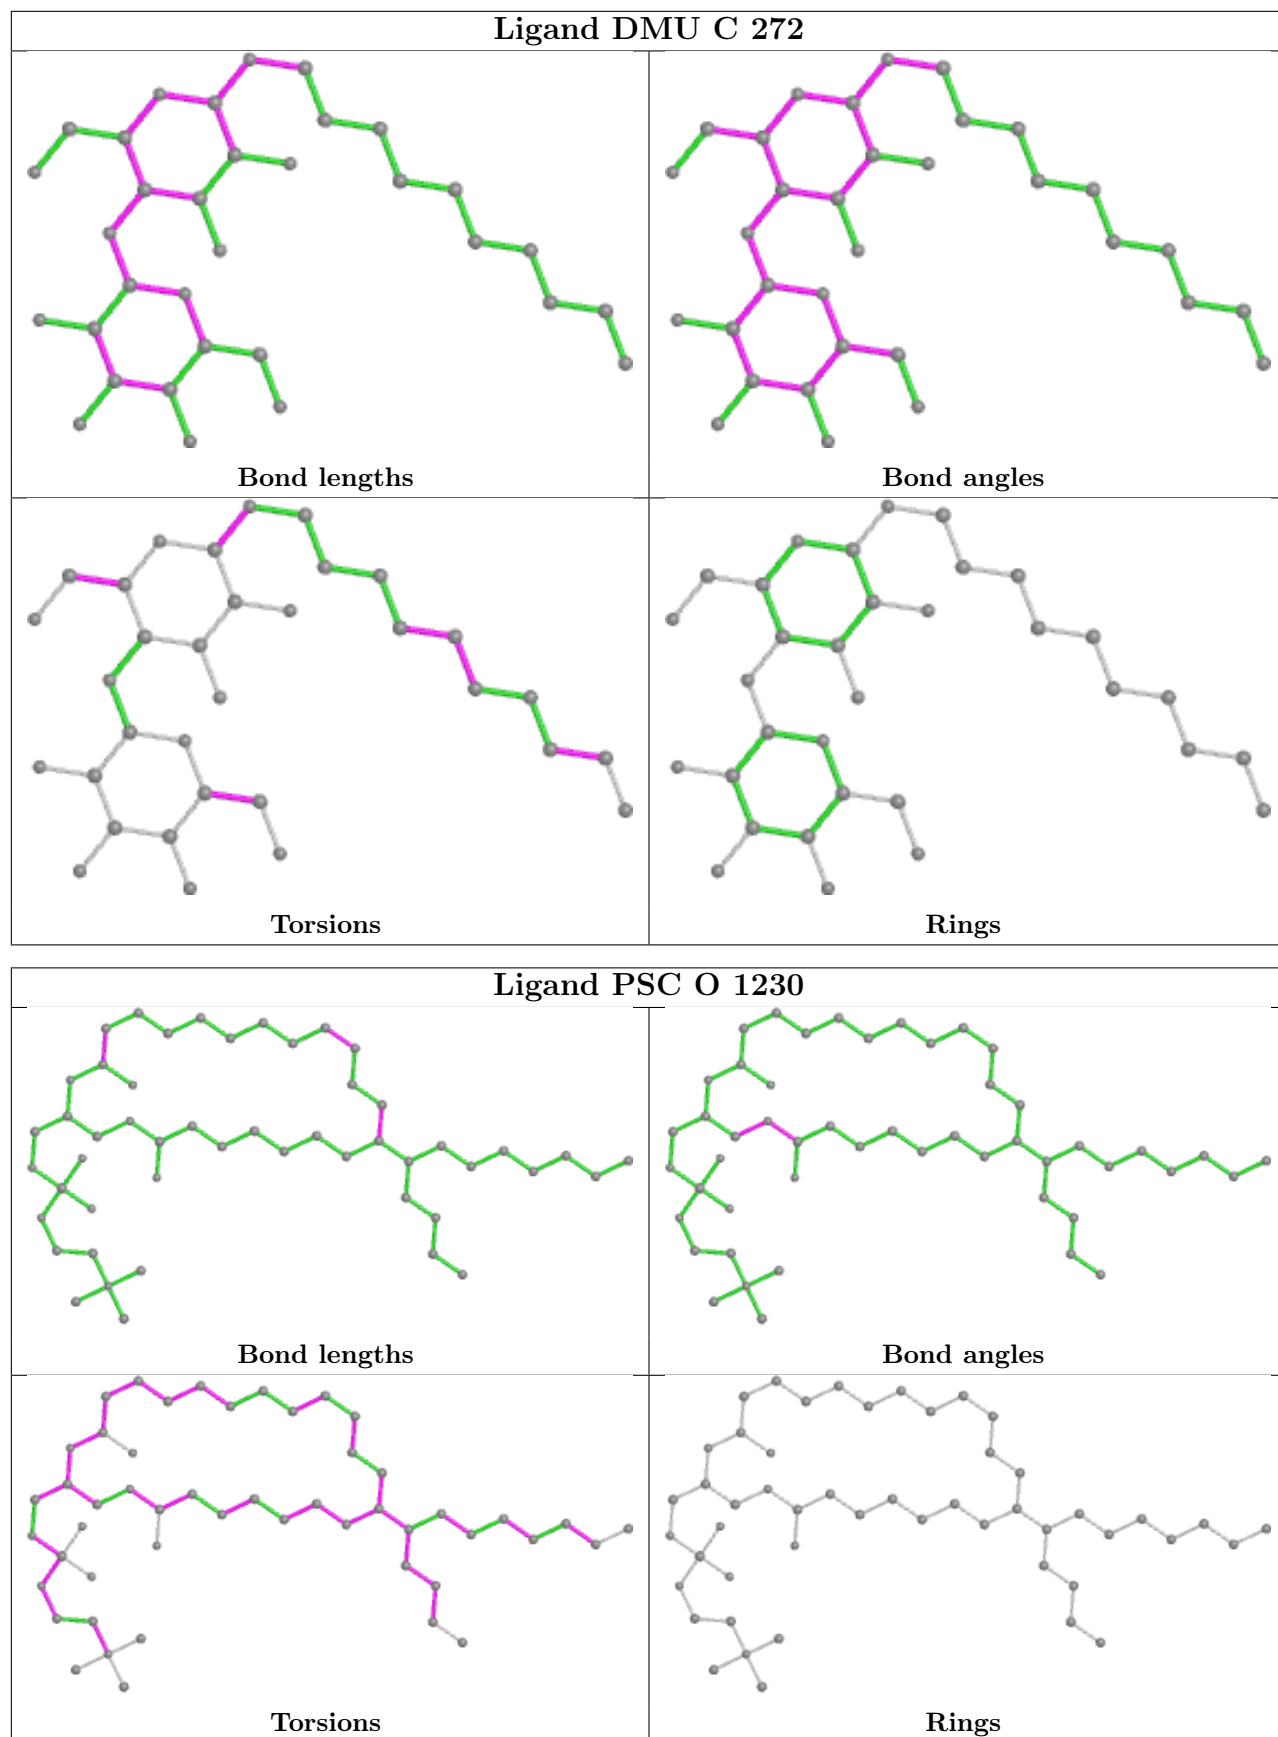 Ligand DMU C 272
Bond lengths
Bond angles
Torsions
Rings
Ligand PSC O 1230
Bond lengths
Bond angles
Torsions
Rings